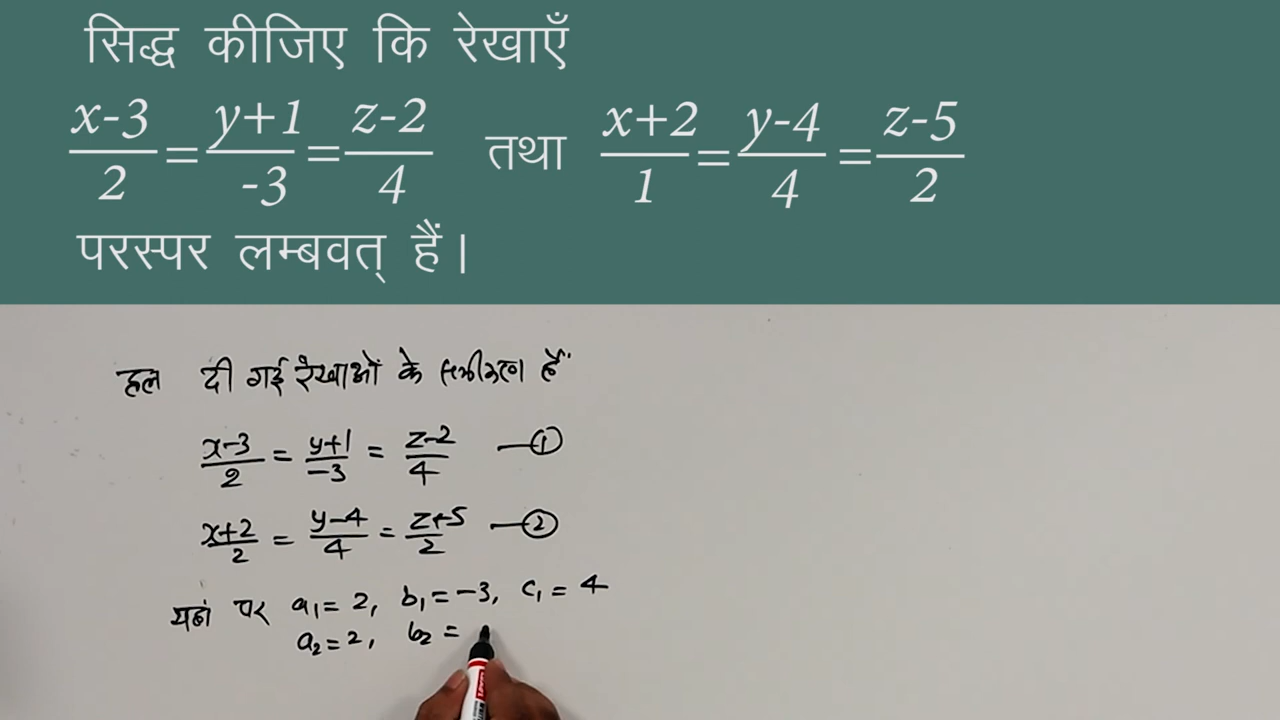 सिद्ध कीजिए कि रेखाएँ
x-3/2 = y+1/-3 = z-2/4 तथा x+2/1 = y-4/4 = z-5/2
परस्पर लम्बवत् हैं।
हल दी गई रेखाओं के समीकरण हैं
x-3/2 = y+1/-3 = z-2/4 —①
x+2/2 = y-4/4 = z+5/2 —②
यहां पर a₁= 2, b₁= -3, c₁= 4
a₂= 2, b₂ =